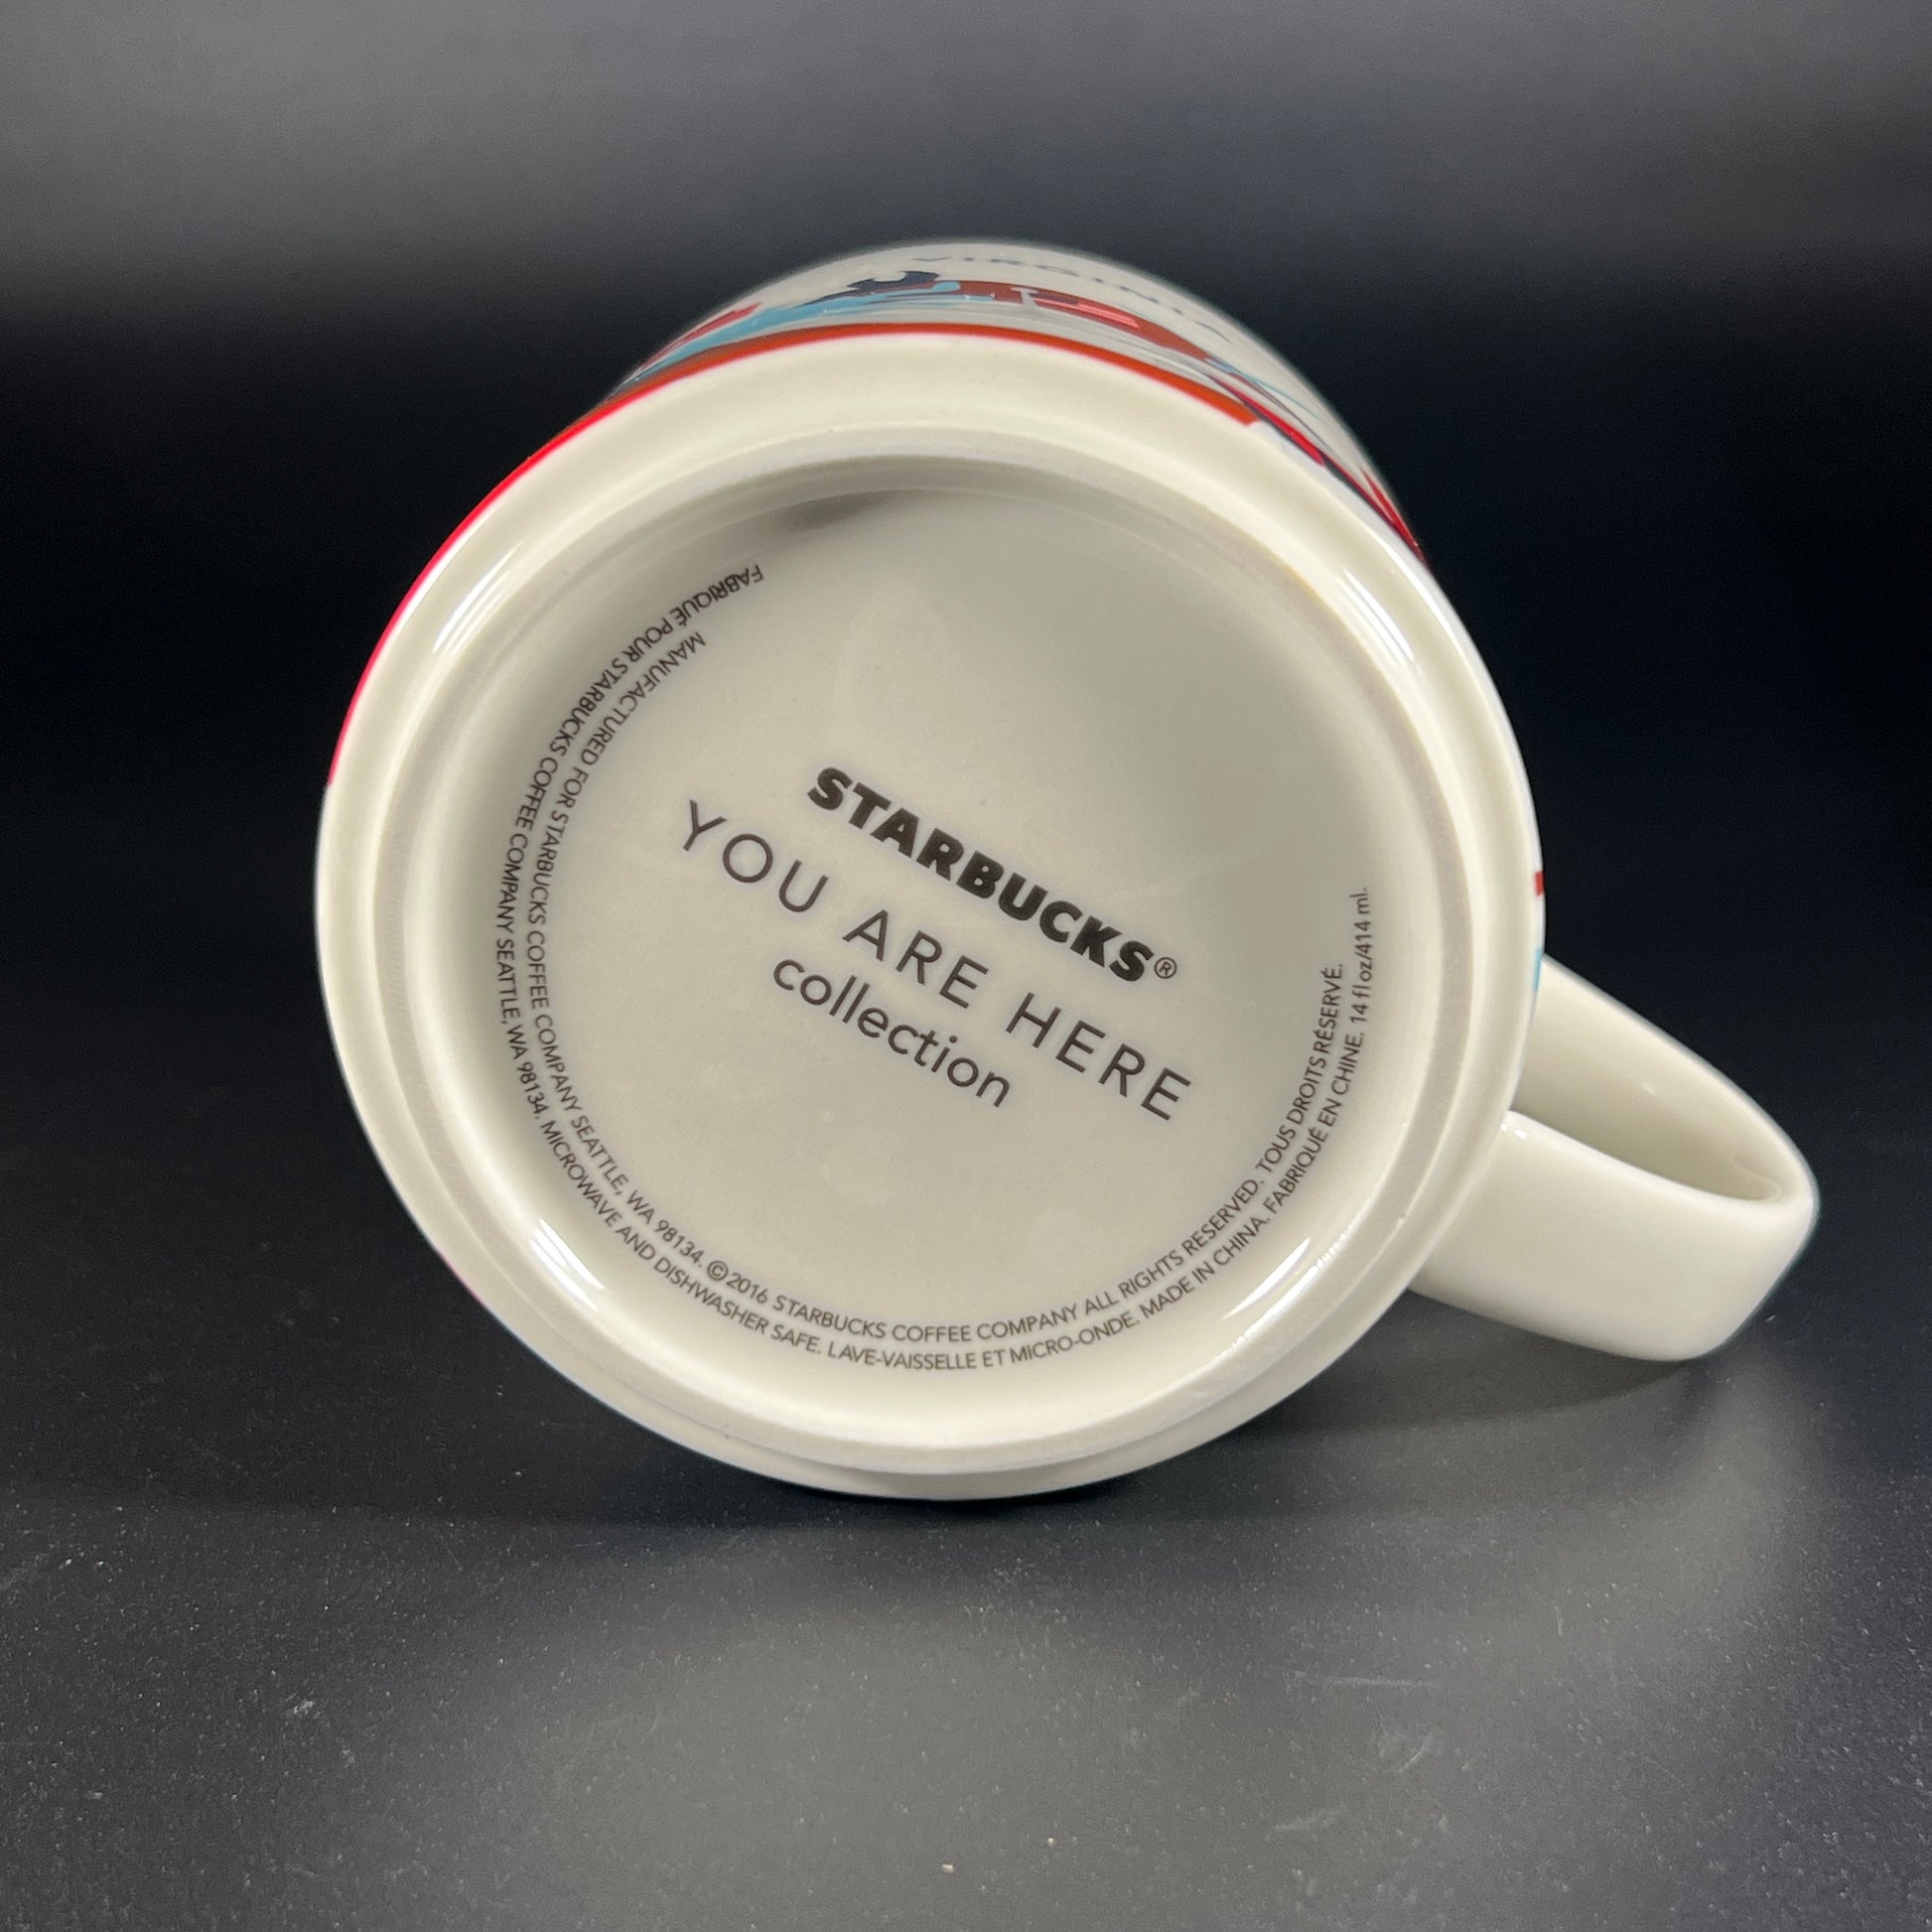 VIRGINIA
STARBUCKS®
YOU ARE HERE
collection
MANUFACTURED FOR STARBUCKS COFFEE COMPANY SEATTLE, WA 98134. ©2016 STARBUCKS COFFEE COMPANY ALL RIGHTS RESERVED. TOUS DROITS RÉSERVÉ.
FABRIQUÉ POUR STARBUCKS COFFEE COMPANY SEATTLE, WA 98134. MICROWAVE AND DISHWASHER SAFE. LAVE-VAISSELLE ET MICRO-ONDE. MADE IN CHINA. FABRIQUÉ EN CHINE. 14 fl oz/414 ml.